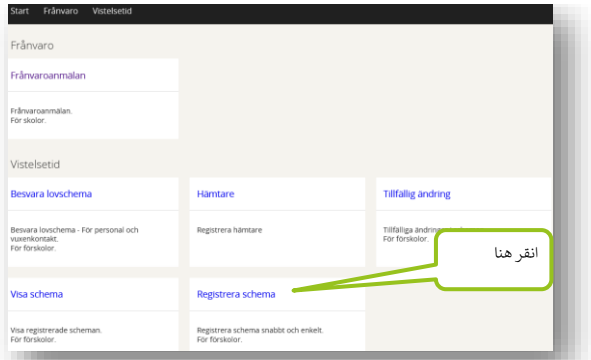 Start Frånvaro Vistelsetid
Frånvaro
Frånvaroanmälan
Frånvaroanmälan.
För skolor.
Vistelsetid
Besvara lovschema Hämtare Tillfällig ändring
Besvara lovschema - För personal och
vuxenkontakt.
För förskolor.
Registrera hämtare
Tillfälliga
För förskolor.
انقر هنا
Visa schema Registrera schema
Visa registrerade scheman.
För förskolor.
Registrera schema snabbt och enkelt.
För förskolor.